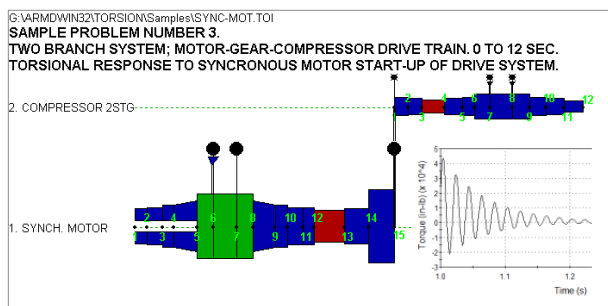 G:\ARMDWIN32\TORSION\Samples\SYNC-MOT.TOI
SAMPLE PROBLEM NUMBER 3.
TWO BRANCH SYSTEM; MOTOR-GEAR-COMPRESSOR DRIVE TRAIN. 0 TO 12 SEC.
TORSIONAL RESPONSE TO SYNCRONOUS MOTOR START-UP OF DRIVE SYSTEM.
2. COMPRESSOR 2STG
1 2 3 4 5 6 7 8 9 10 11 12
1. SYNCH. MOTOR
1 2 3 4 5 6 7 8 9 10 11 12 13 14 15
Torque (in-lb) (x 10^4)
5
4
3
2
1
0
-1
-2
-3
1.0 1.1 1.2
Time (s)